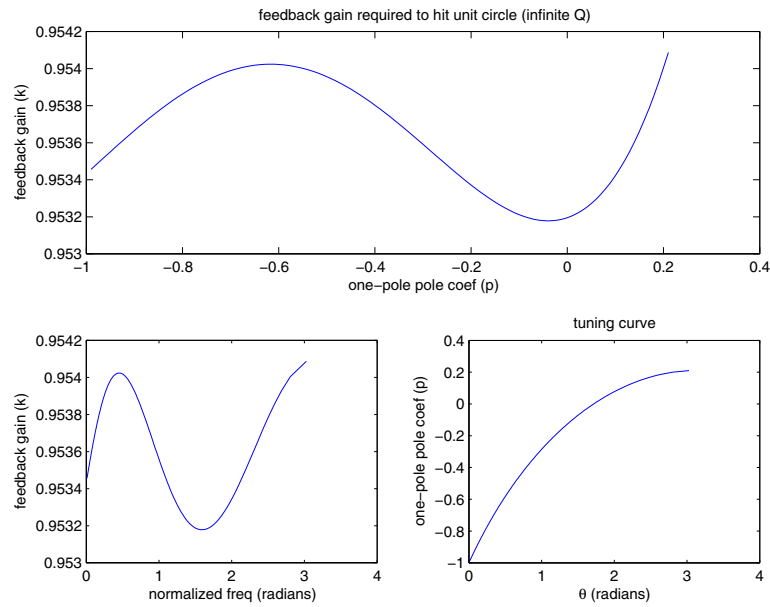 feedback gain required to hit unit circle (infinite Q)
0.9542
0.954
0.9538
0.9536
0.9534
0.9532
0.953
feedback gain (k)
−1 −0.8 −0.6 −0.4 −0.2 0 0.2 0.4
one−pole pole coef (p)
0.9542
0.954
0.9538
0.9536
0.9534
0.9532
0.953
feedback gain (k)
0 1 2 3 4
normalized freq (radians)
tuning curve
0.4
0.2
0
−0.2
−0.4
−0.6
−0.8
−1
one−pole pole coef (p)
0 1 2 3 4
θ (radians)